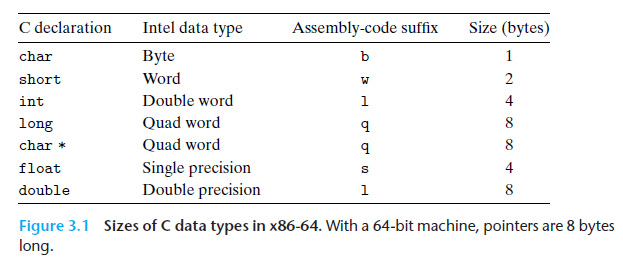 C declaration Intel data type Assembly-code suffix Size (bytes)
char Byte b 1
short Word w 2
int Double word l 4
long Quad word q 8
char * Quad word q 8
float Single precision s 4
double Double precision l 8
Figure 3.1 Sizes of C data types in x86-64. With a 64-bit machine, pointers are 8 bytes
long.